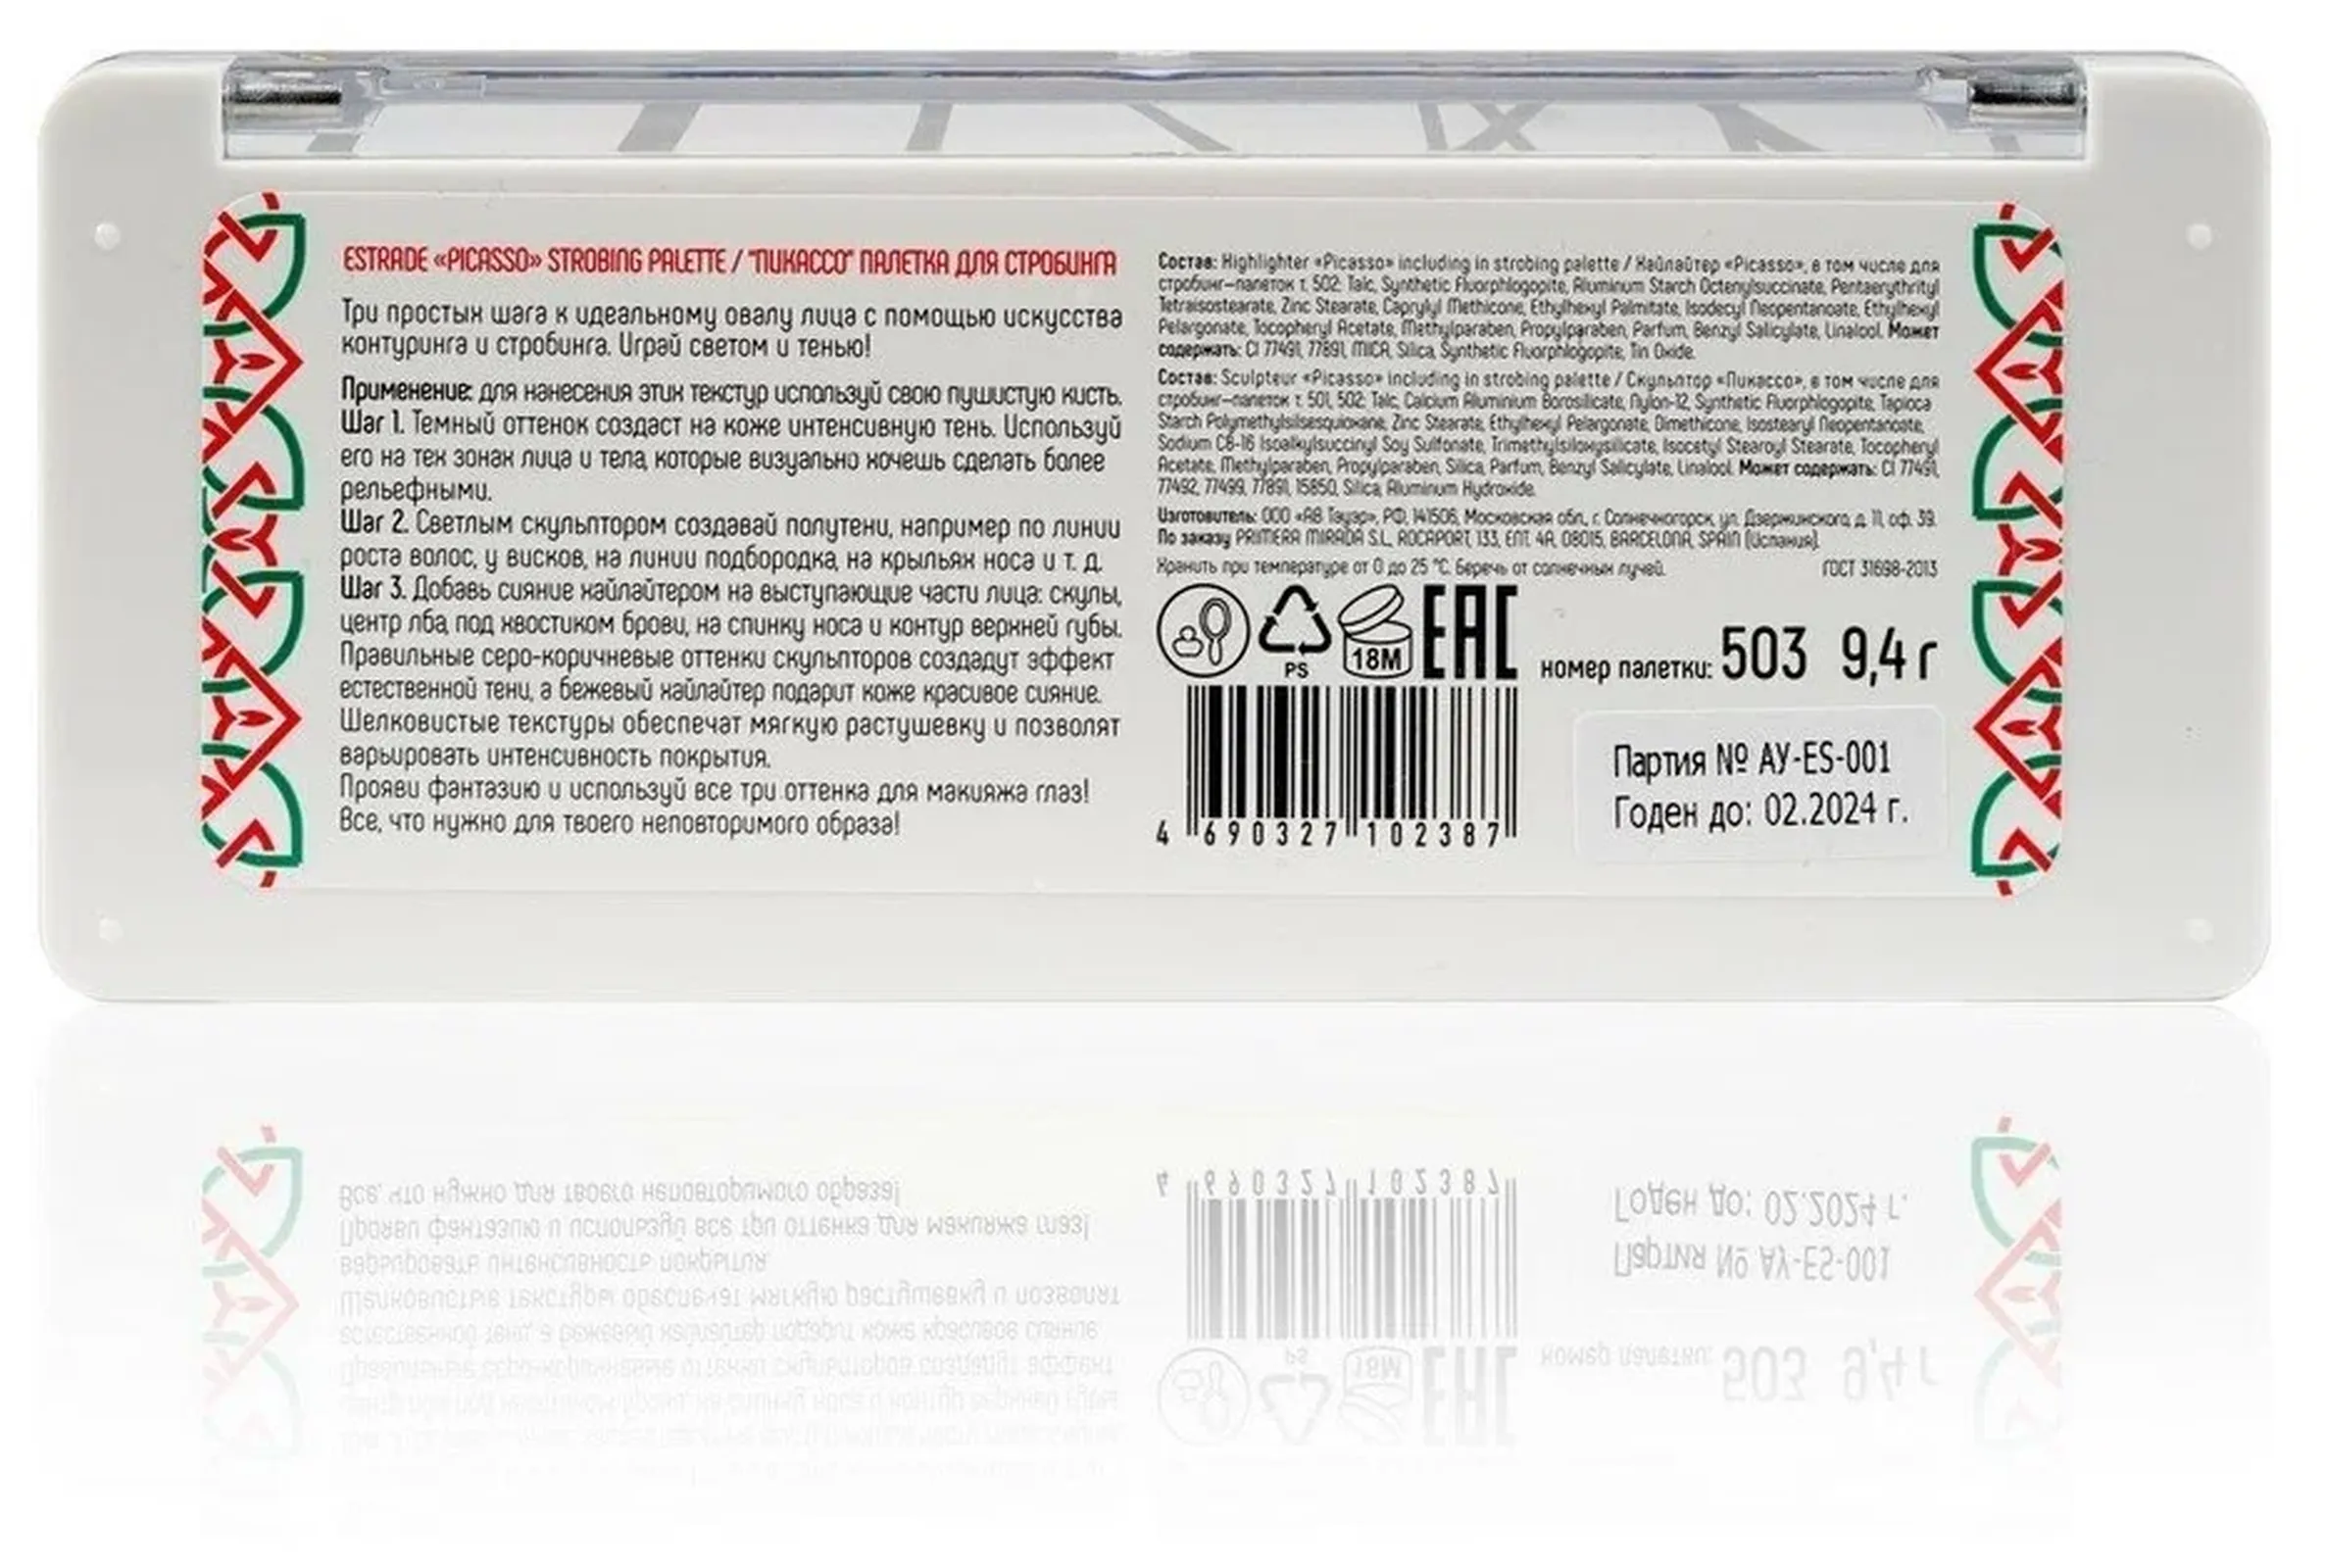 ESTRADE «PICASSO» STROBING PALETTE / "ПИКАССО" ПАЛЕТКА ДЛЯ СТРОБИНГА
Три простых шага к идеальному овалу лица с помощью искусства
контуринга и стробинга. Играй светом и тенью!
Применение: для нанесения этих текстур используй свою пушистую кисть.
Шаг 1. Темный оттенок создаст на коже интенсивную тень. Используй
его на тех зонах лица и тела, которые визуально хочешь сделать более
рельефными.
Шаг 2. Светлым скульптором создавай полутени, например по линии
роста волос, у висков, на линии подбородка, на крыльях носа и т. д.
Шаг 3. Добавь сияние хайлайтером на выступающие части лица: скулы,
центр лба, под хвостиком брови, на спинку носа и контур верхней губы.
Правильные серо-коричневые оттенки скульпторов создадут эффект
естественной тени, а бежевый хайлайтер подарит коже красивое сияние.
Шелковистые текстуры обеспечат мягкую растушевку и позволят
варьировать интенсивность покрытия.
Прояви фантазию и используй все три оттенка для макияжа глаз!
Все, что нужно для твоего неповторимого образа!
Состав: Highlighter «Picasso» including in strobing palette / Хайлайтер «Picasso», в том числе для
стробинг-палеток т. 502: Talc, Synthetic Fluorphlogopite, Aluminum Starch Octenylsuccinate, Pentaerythrityl
Tetraisostearate, Zinc Stearate, Caprylyl Methicone, Ethylhexyl Palmitate, Isodecyl Neopentanoate, Ethylhexyl
Pelargonate, Tocopheryl Acetate, Methylparaben, Propylparaben, Parfum, Benzyl Salicylate, Linalool. Может
содержать: CI 77491, 77891, MICA, Silica, Synthetic Fluorphlogopite, Tin Oxide.
Состав: Sculpteur «Picasso» including in strobing palette / Скульптор «Пикассо», в том числе для
стробинг-палеток т. 501, 502: Talc, Calcium Aluminium Borosilicate, Nylon-12, Synthetic Fluorphlogopite, Tapioca
Starch Polymethylsilsesquioxane, Zinc Stearate, Ethylhexyl Pelargonate, Dimethicone, Isostearyl Neopentanoate,
Sodium C8-16 Isoalkylsuccinyl Soy Sulfonate, Trimethylsiloxysilicate, Isocetyl Stearoyl Stearate, Tocopheryl
Acetate, Methylparaben, Propylparaben, Silica, Parfum, Benzyl Salicylate, Linalool. Может содержать: CI 77491,
77492, 77499, 77891, 15850, Silica, Aluminum Hydroxide.
Изготовитель: ООО «АВ Тауэр», РФ, 141506, Московская обл., г. Солнечногорск, ул. Дзержинского, д. 11, оф. 39.
По заказу PRIMERA MIRADA S.L., ROCAPORT, 133, ENT. 4A, 08015, BARCELONA, SPAIN (Испания).
Хранить при температуре от 0 до 25 °С. Беречь от солнечных лучей. ГОСТ 31698-2013
PS 18M EAC номер палетки: 503 9,4 г
Партия № АУ-ES-001
Годен до: 02.2024 г.
4 690327 102387